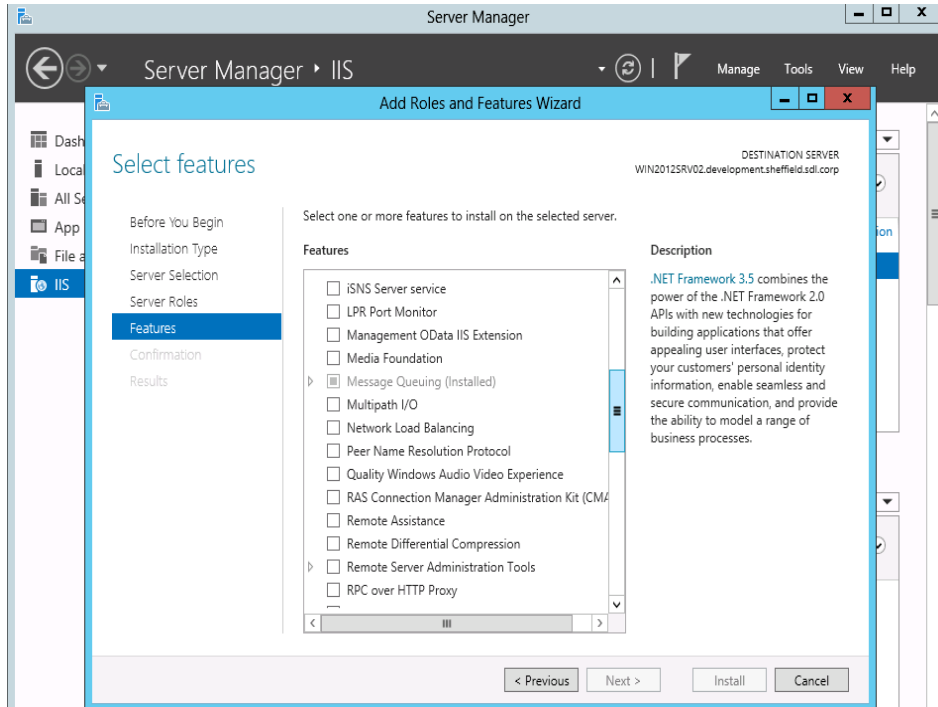 Server Manager
Server Manager • IIS
Manage Tools View Help
Add Roles and Features Wizard
Dash
Local
All Se
App
File a
IIS
ion
Select features
DESTINATION SERVER
WIN2012SRV02.development.sheffield.sdl.corp
Before You Begin
Installation Type
Server Selection
Server Roles
Features
Confirmation
Results
Select one or more features to install on the selected server.
Features
iSNS Server service
LPR Port Monitor
Management OData IIS Extension
Media Foundation
Message Queuing (Installed)
Multipath I/O
Network Load Balancing
Peer Name Resolution Protocol
Quality Windows Audio Video Experience
RAS Connection Manager Administration Kit (CMA
Remote Assistance
Remote Differential Compression
Remote Server Administration Tools
RPC over HTTP Proxy
Description
.NET Framework 3.5 combines the
power of the .NET Framework 2.0
APIs with new technologies for
building applications that offer
appealing user interfaces, protect
your customers' personal identity
information, enable seamless and
secure communication, and provide
the ability to model a range of
business processes.
< Previous
Next >
Install
Cancel